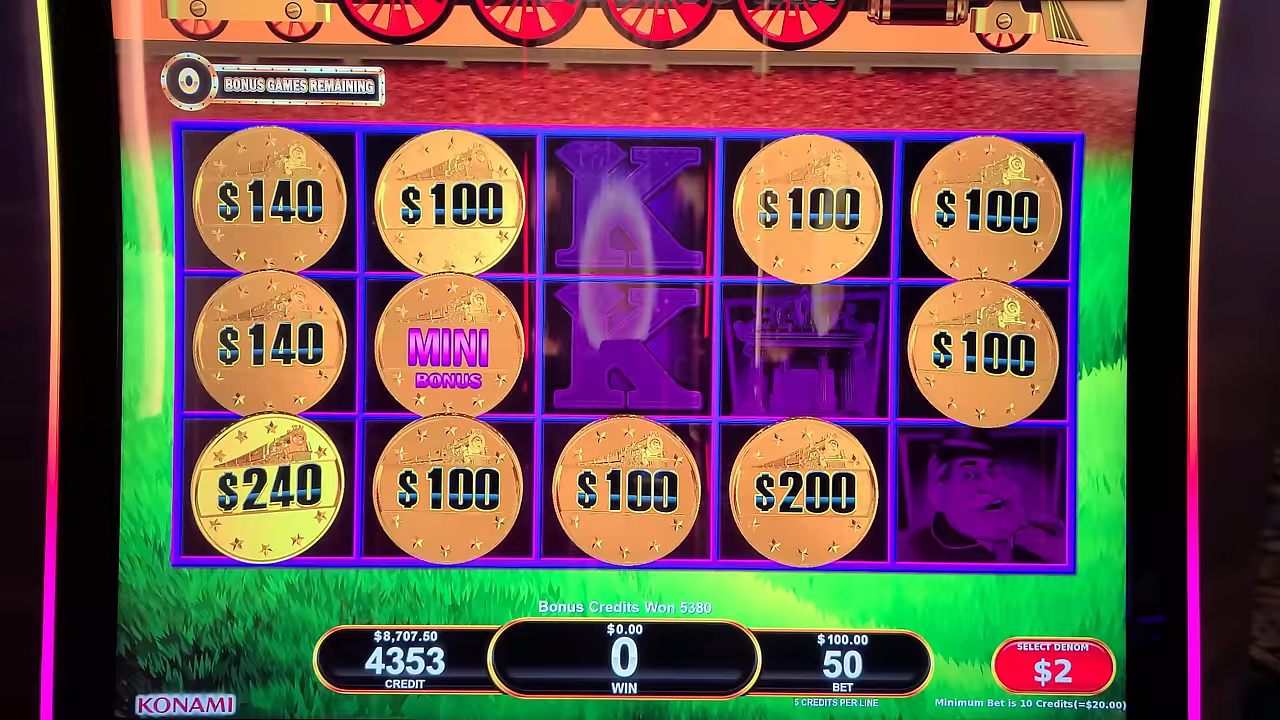 0 BONUS GAMES REMAINING
$140 $100 K $100 $100
$140 MINI BONUS K BANK $100
$240 $100 $100 $200
Bonus Credits Won 5380
$8,707.50 $0.00 $100.00
4353 0 50
CREDIT WIN BET
SELECT DENOM
$2
KONAMI
5 CREDITS PER LINE
Minimum Bet is 10 Credits(=$20.00)